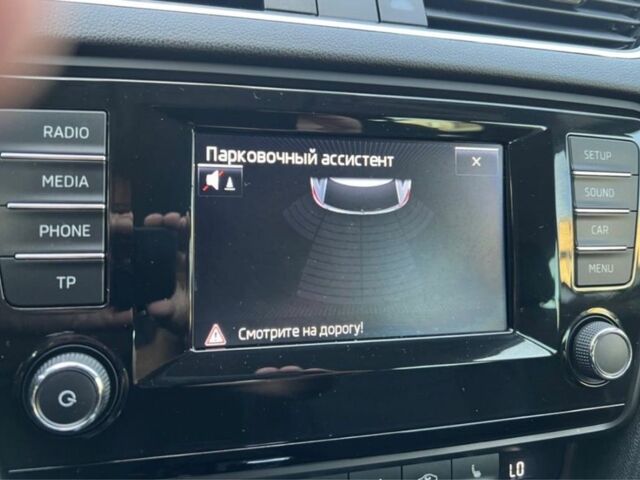 RADIO
MEDIA
PHONE
TP
Парковочный ассистент
Смотрите на дорогу!
SETUP
SOUND
CAR
MENU
LO